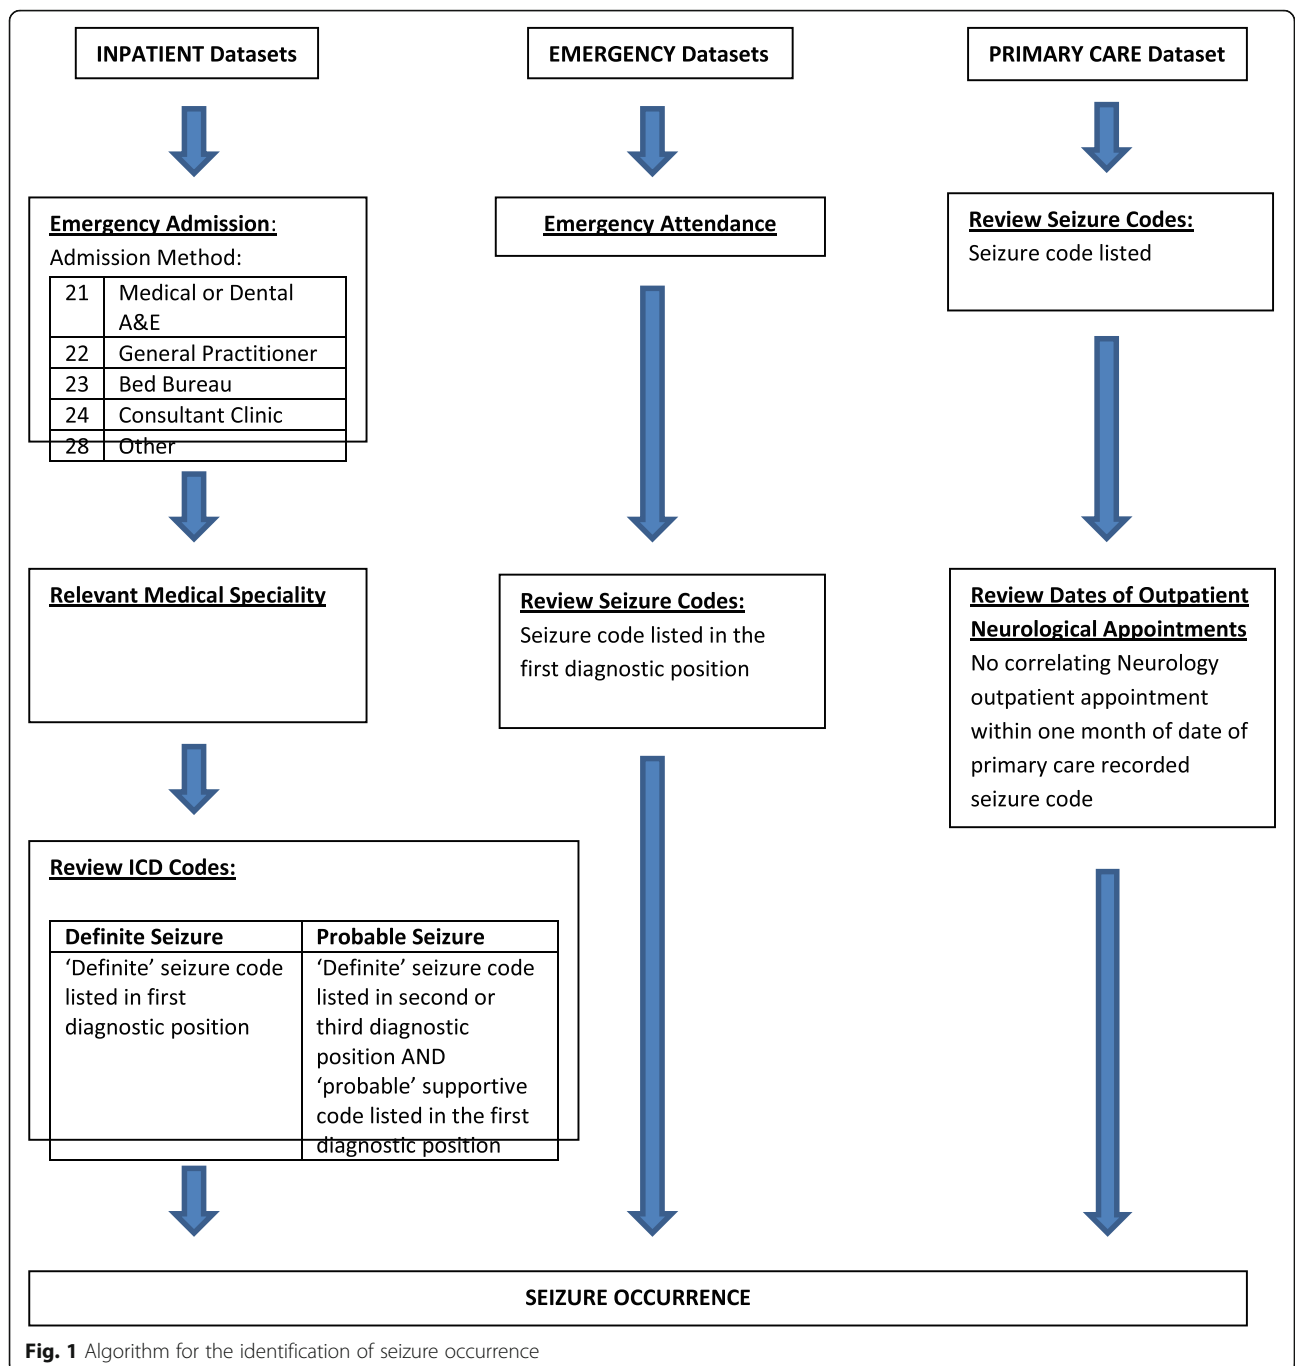 INPATIENT Datasets
EMERGENCY Datasets
PRIMARY CARE Dataset
Emergency Admission:
Admission Method:
21 Medical or Dental
A&E
22 General Practitioner
23 Bed Bureau
24 Consultant Clinic
28 Other
Emergency Attendance
Review Seizure Codes:
Seizure code listed
Relevant Medical Speciality
Review Seizure Codes:
Seizure code listed in the
first diagnostic position
Review Dates of Outpatient
Neurological Appointments
No correlating Neurology
outpatient appointment
within one month of date of
primary care recorded
seizure code
Review ICD Codes:
Definite Seizure
‘Definite’ seizure code
listed in first
diagnostic position
Probable Seizure
‘Definite’ seizure code
listed in second or
third diagnostic
position AND
‘probable’ supportive
code listed in the first
diagnostic position
SEIZURE OCCURRENCE
Fig. 1 Algorithm for the identification of seizure occurrence